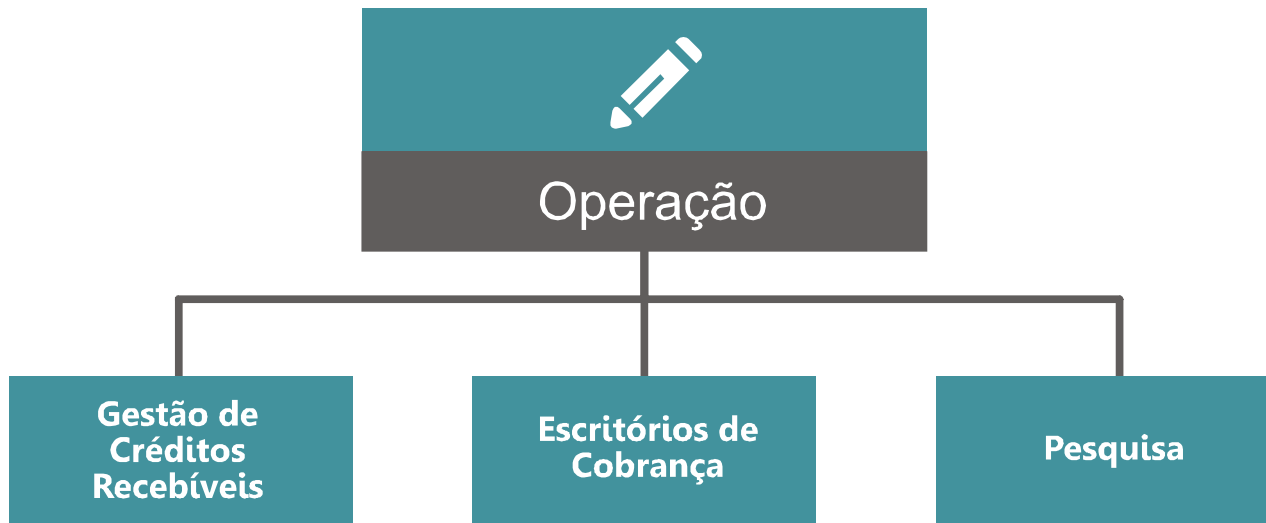 Operação
Gestão de
Créditos
Recebíveis
Escritórios de
Cobrança
Pesquisa